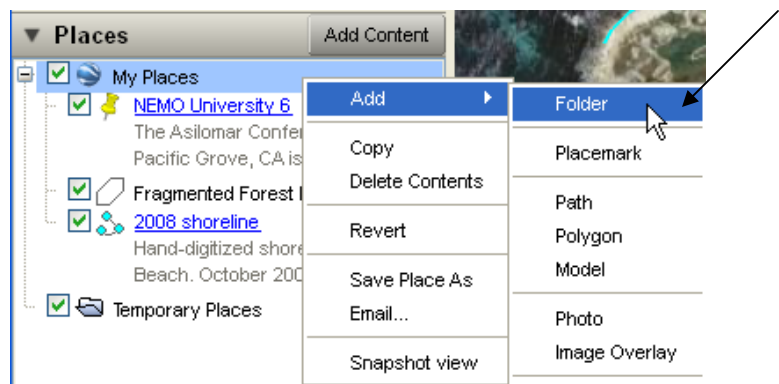 Places
Add Content
My Places
NEMO University 6
The Asilomar Confe
Pacific Grove, CA is
Fragmented Forest
2008 shoreline
Hand-digitized shore
Beach. October 200
Temporary Places
Add
Copy
Delete Contents
Revert
Save Place As
Email...
Snapshot view
Folder
Placemark
Path
Polygon
Model
Photo
Image Overlay